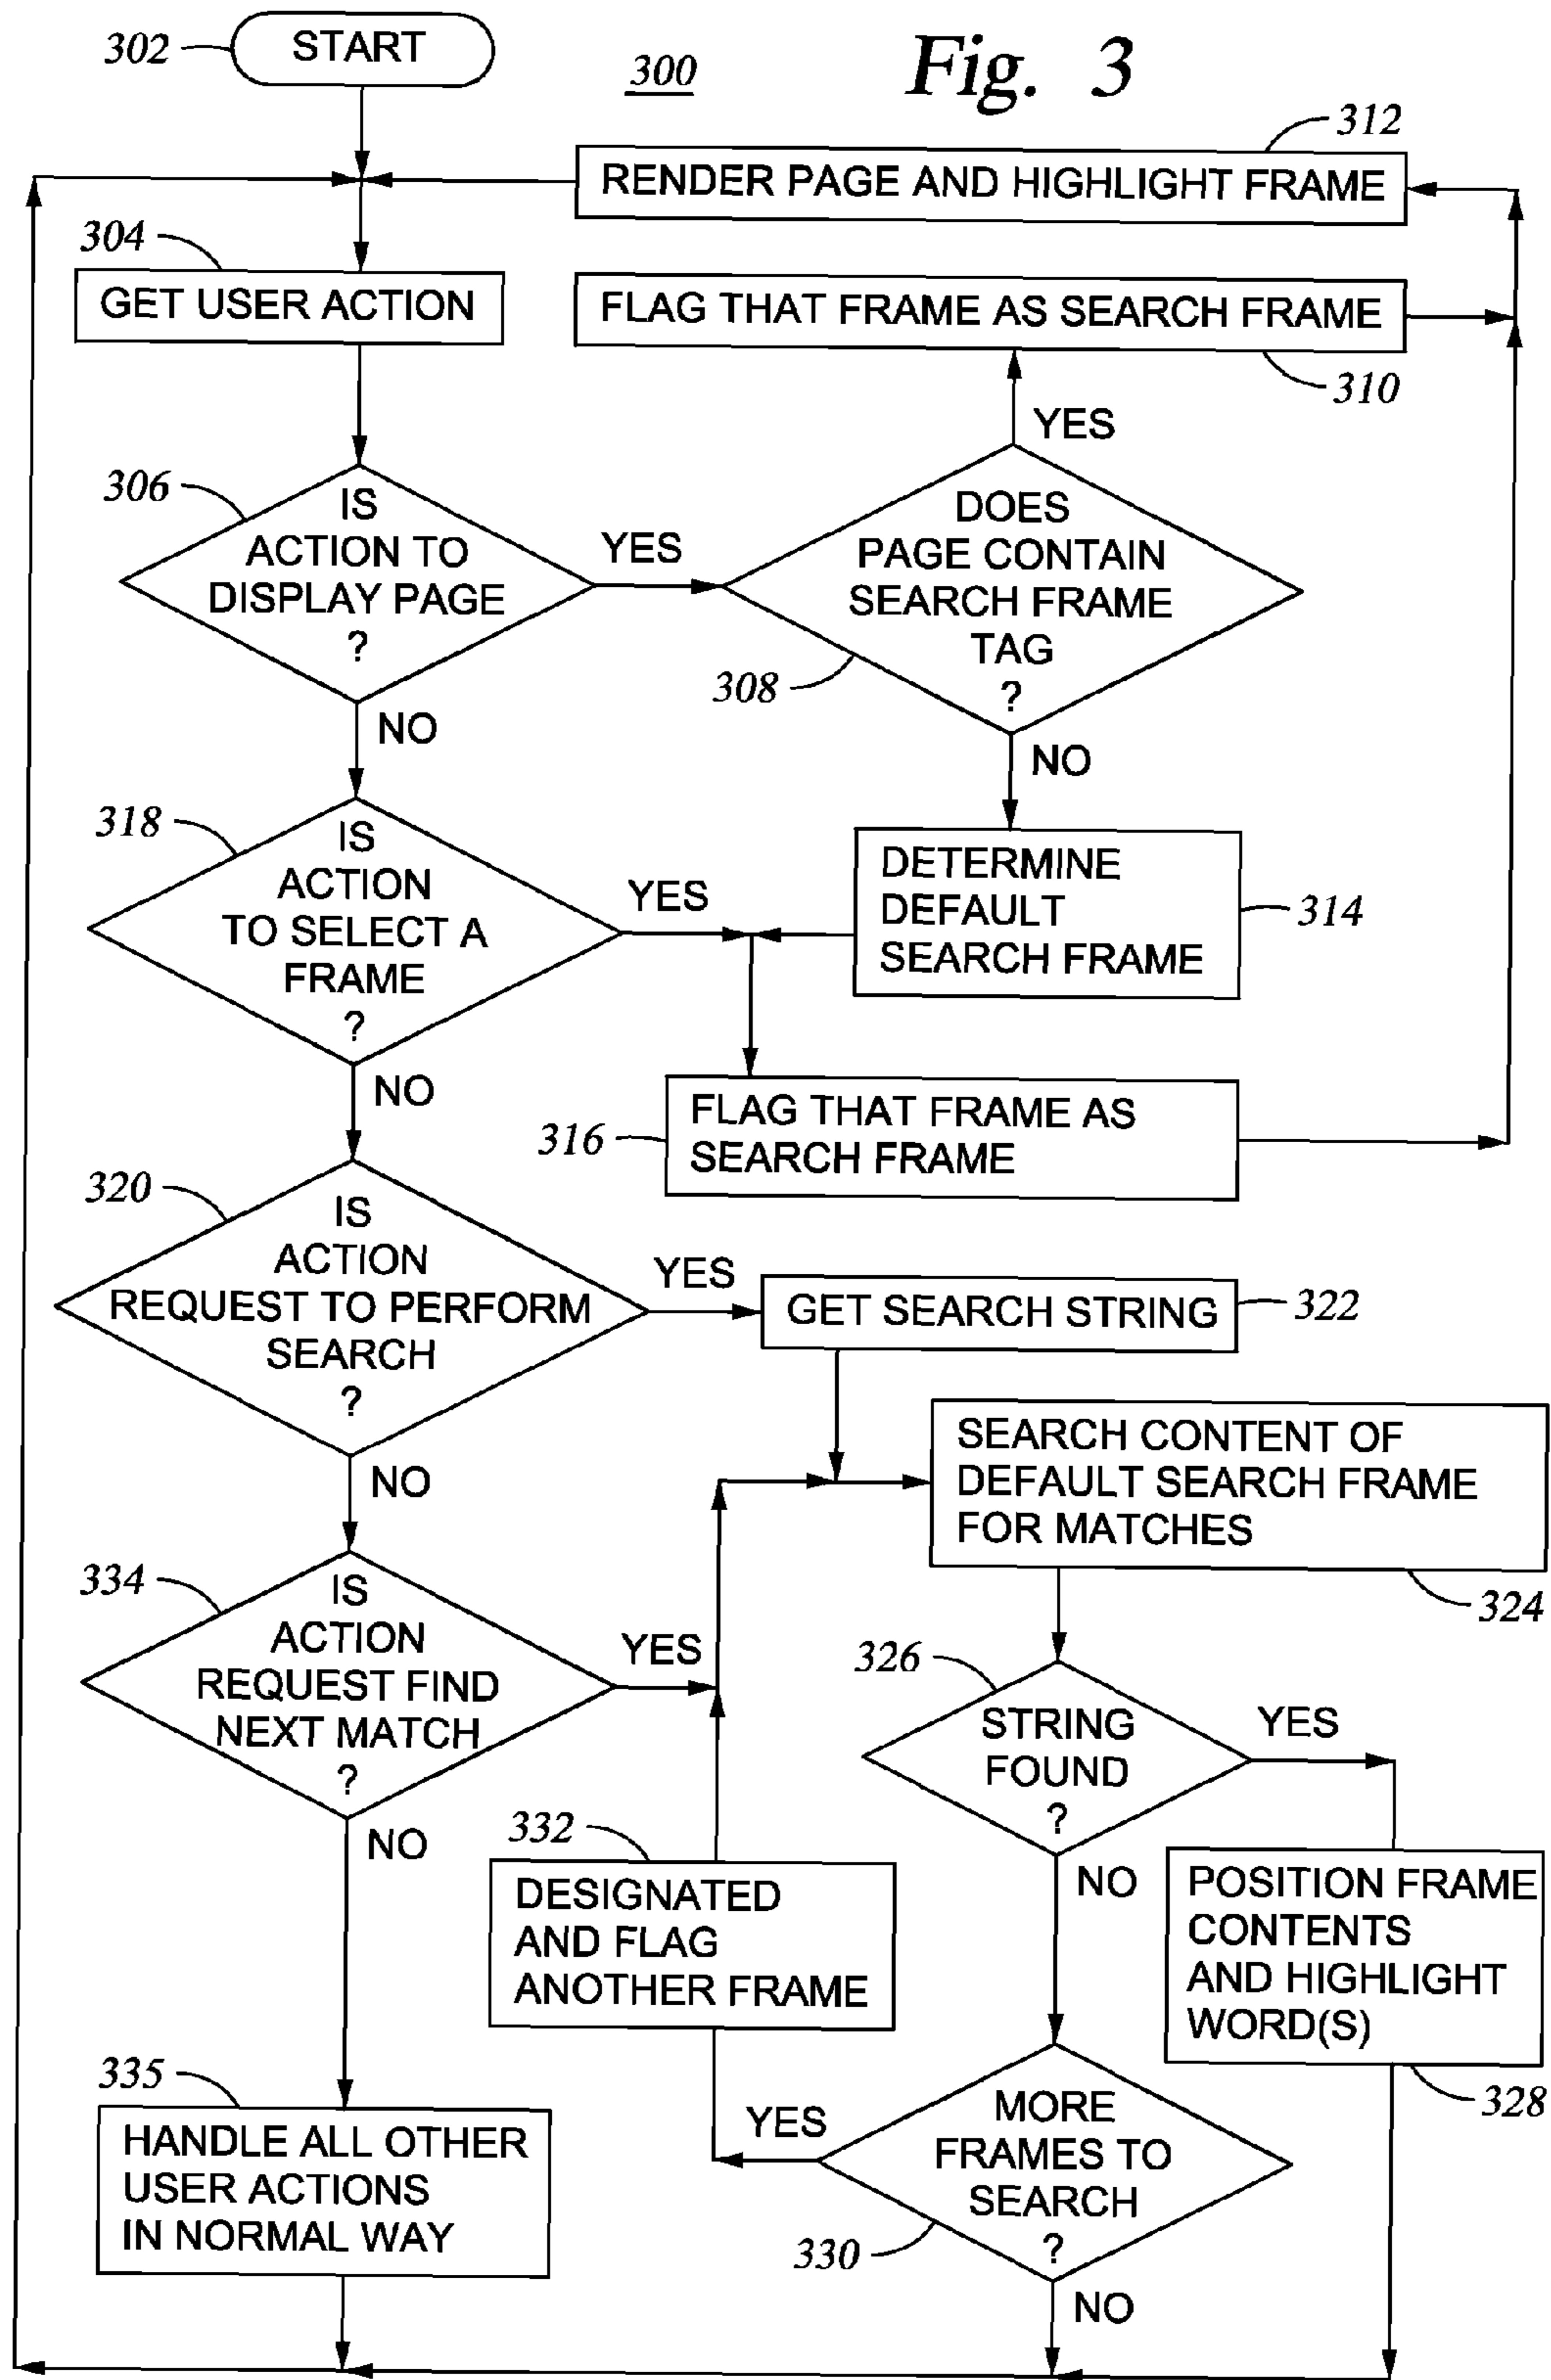 302
START
300
Fig. 3
312
RENDER PAGE AND HIGHLIGHT FRAME
304
GET USER ACTION
FLAG THAT FRAME AS SEARCH FRAME
310
YES
306
IS
ACTION TO
DISPLAY PAGE
?
YES
DOES
PAGE CONTAIN
SEARCH FRAME
TAG
?
308
NO
NO
318
IS
ACTION
TO SELECT A
FRAME
?
YES
DETERMINE
DEFAULT
SEARCH FRAME
314
NO
316
FLAG THAT FRAME AS
SEARCH FRAME
320
IS
ACTION
REQUEST TO PERFORM
SEARCH
?
YES
GET SEARCH STRING
322
NO
SEARCH CONTENT OF
DEFAULT SEARCH FRAME
FOR MATCHES
324
334
IS
ACTION
REQUEST FIND
NEXT MATCH
?
YES
326
STRING
FOUND
?
YES
NO
332
DESIGNATED
AND FLAG
ANOTHER FRAME
NO
POSITION FRAME
CONTENTS
AND HIGHLIGHT
WORD(S)
328
335
HANDLE ALL OTHER
USER ACTIONS
IN NORMAL WAY
YES
MORE
FRAMES TO
SEARCH
?
330
NO